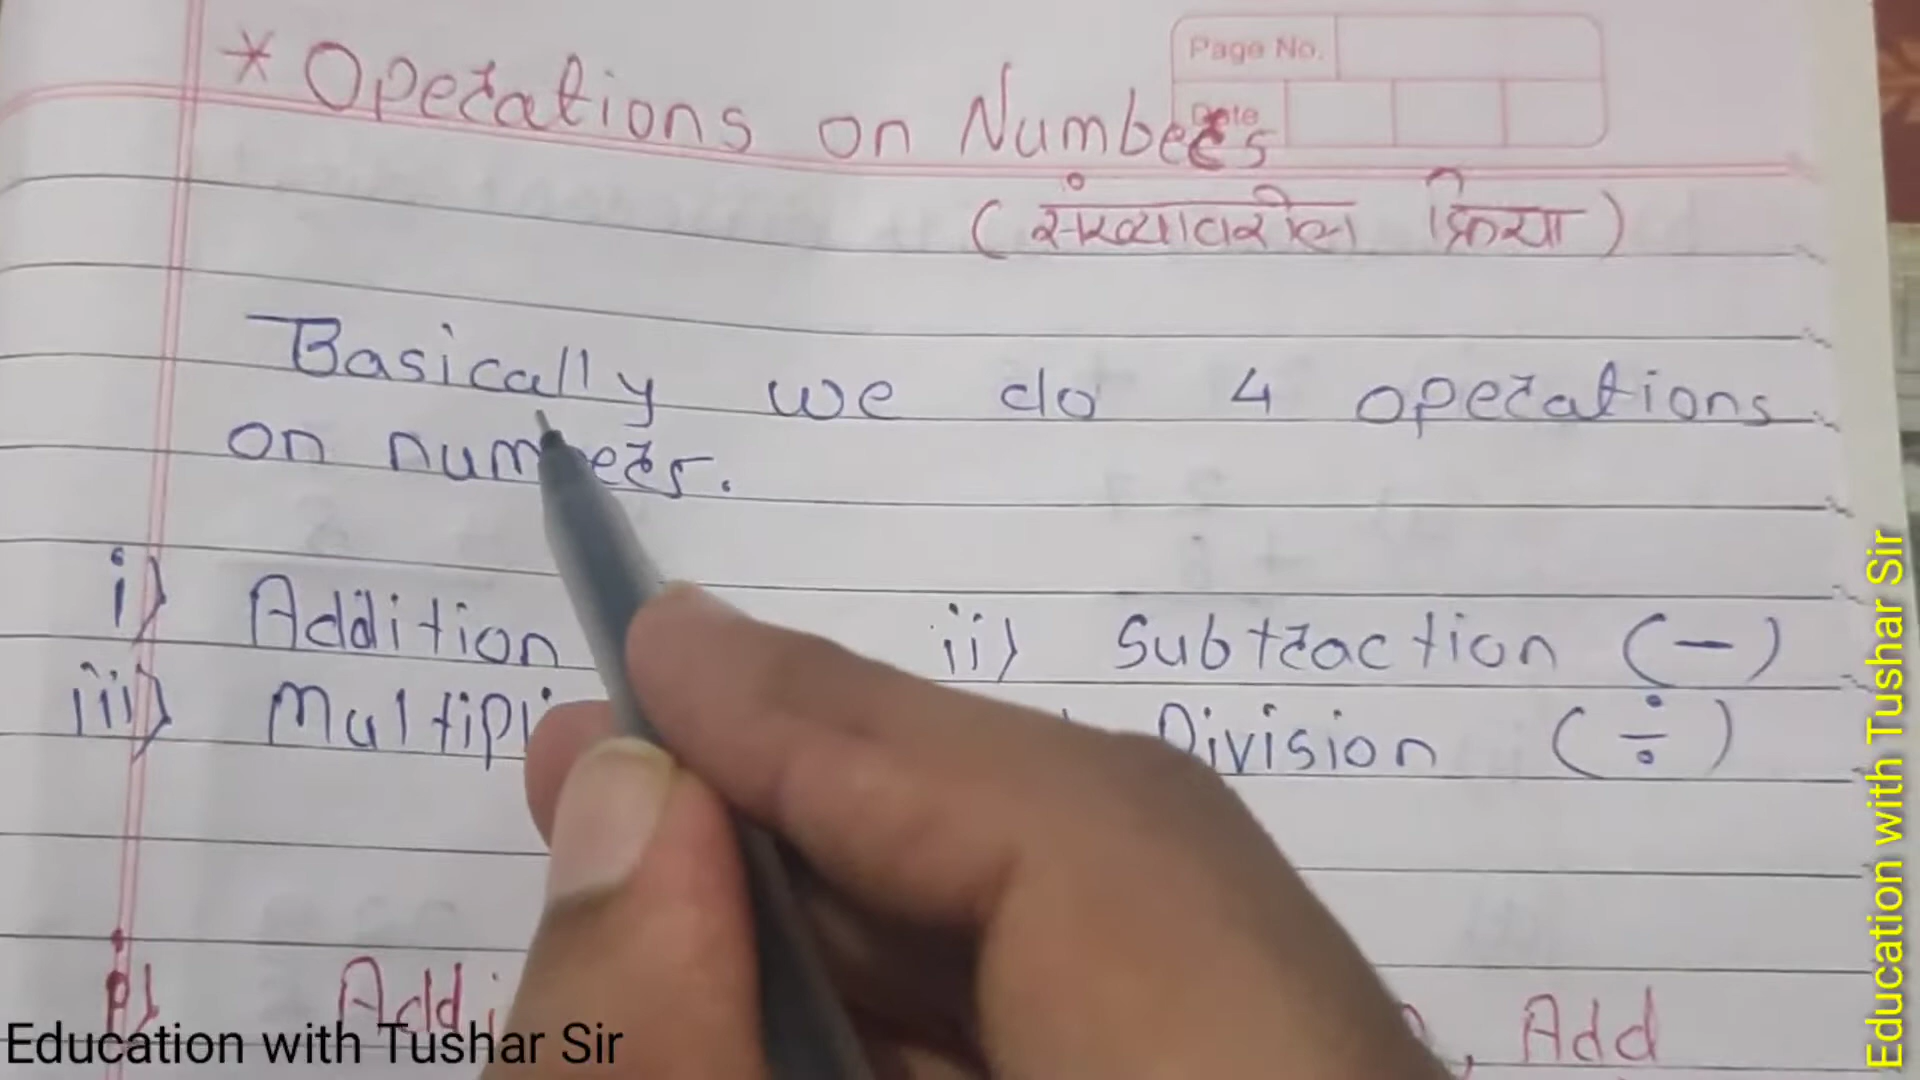 * Operations on Numbers
Page No.
Date
(संख्यावरील क्रिया)
Basically we do 4 operations
on numbers.
i) Addition ii) Subtraction (-)
iii) Division (÷)
Add
Education with Tushar Sir
Education with Tushar Sir